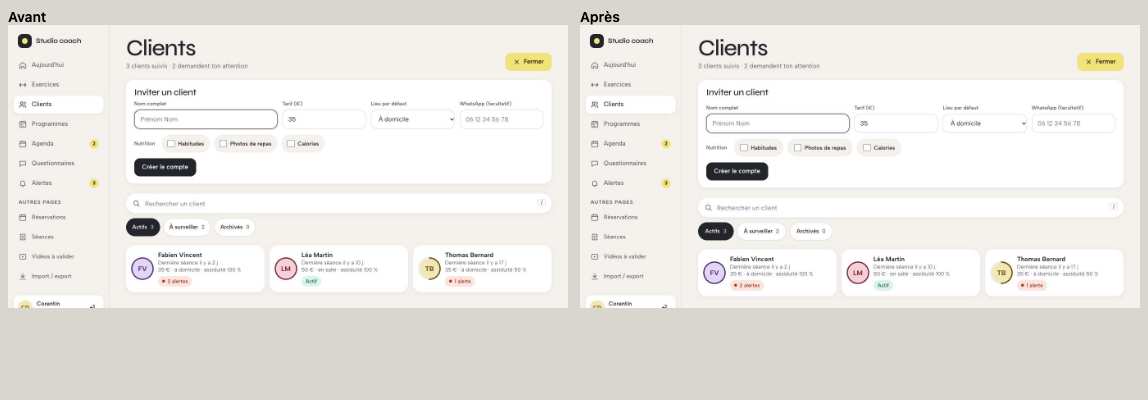 Avant
Studio coach
Aujourd'hui
Exercices
Clients
Programmes
Agenda 2
Questionnaires
Alertes 3
AUTRES PAGES
Réservations
Séances
Vidéos à valider
Import / export
Corentin
Clients
3 clients suivis · 2 demandent ton attention
× Fermer
Inviter un client
Nom complet
Tarif (€)
Lieu par défaut
WhatsApp (facultatif)
Prénom Nom
35
À domicile
06 12 34 56 78
Nutrition
Habitudes
Photos de repas
Calories
Créer le compte
Rechercher un client
/
Actifs 3
À surveiller 2
Archivés 0
FV
Fabien Vincent
Dernière séance il y a 2 j
35 € · à domicile · assiduité 100 %
2 alertes
LM
Léa Martin
Dernière séance il y a 10 j
50 € · en salle · assiduité 100 %
Actif
TB
Thomas Bernard
Dernière séance il y a 17 j
35 € · à domicile · assiduité 50 %
1 alerte
Après
Studio coach
Aujourd'hui
Exercices
Clients
Programmes
Agenda 2
Questionnaires
Alertes 3
AUTRES PAGES
Réservations
Séances
Vidéos à valider
Import / export
Corentin
Clients
3 clients suivis · 2 demandent ton attention
× Fermer
Inviter un client
Nom complet
Tarif (€)
Lieu par défaut
WhatsApp (facultatif)
Prénom Nom
35
À domicile
06 12 34 56 78
Nutrition
Habitudes
Photos de repas
Calories
Créer le compte
Rechercher un client
/
Actifs 3
À surveiller 2
Archivés 0
FV
Fabien Vincent
Dernière séance il y a 2 j
35 € · à domicile · assiduité 100 %
2 alertes
LM
Léa Martin
Dernière séance il y a 10 j
50 € · en salle · assiduité 100 %
Actif
TB
Thomas Bernard
Dernière séance il y a 17 j
35 € · à domicile · assiduité 50 %
1 alerte